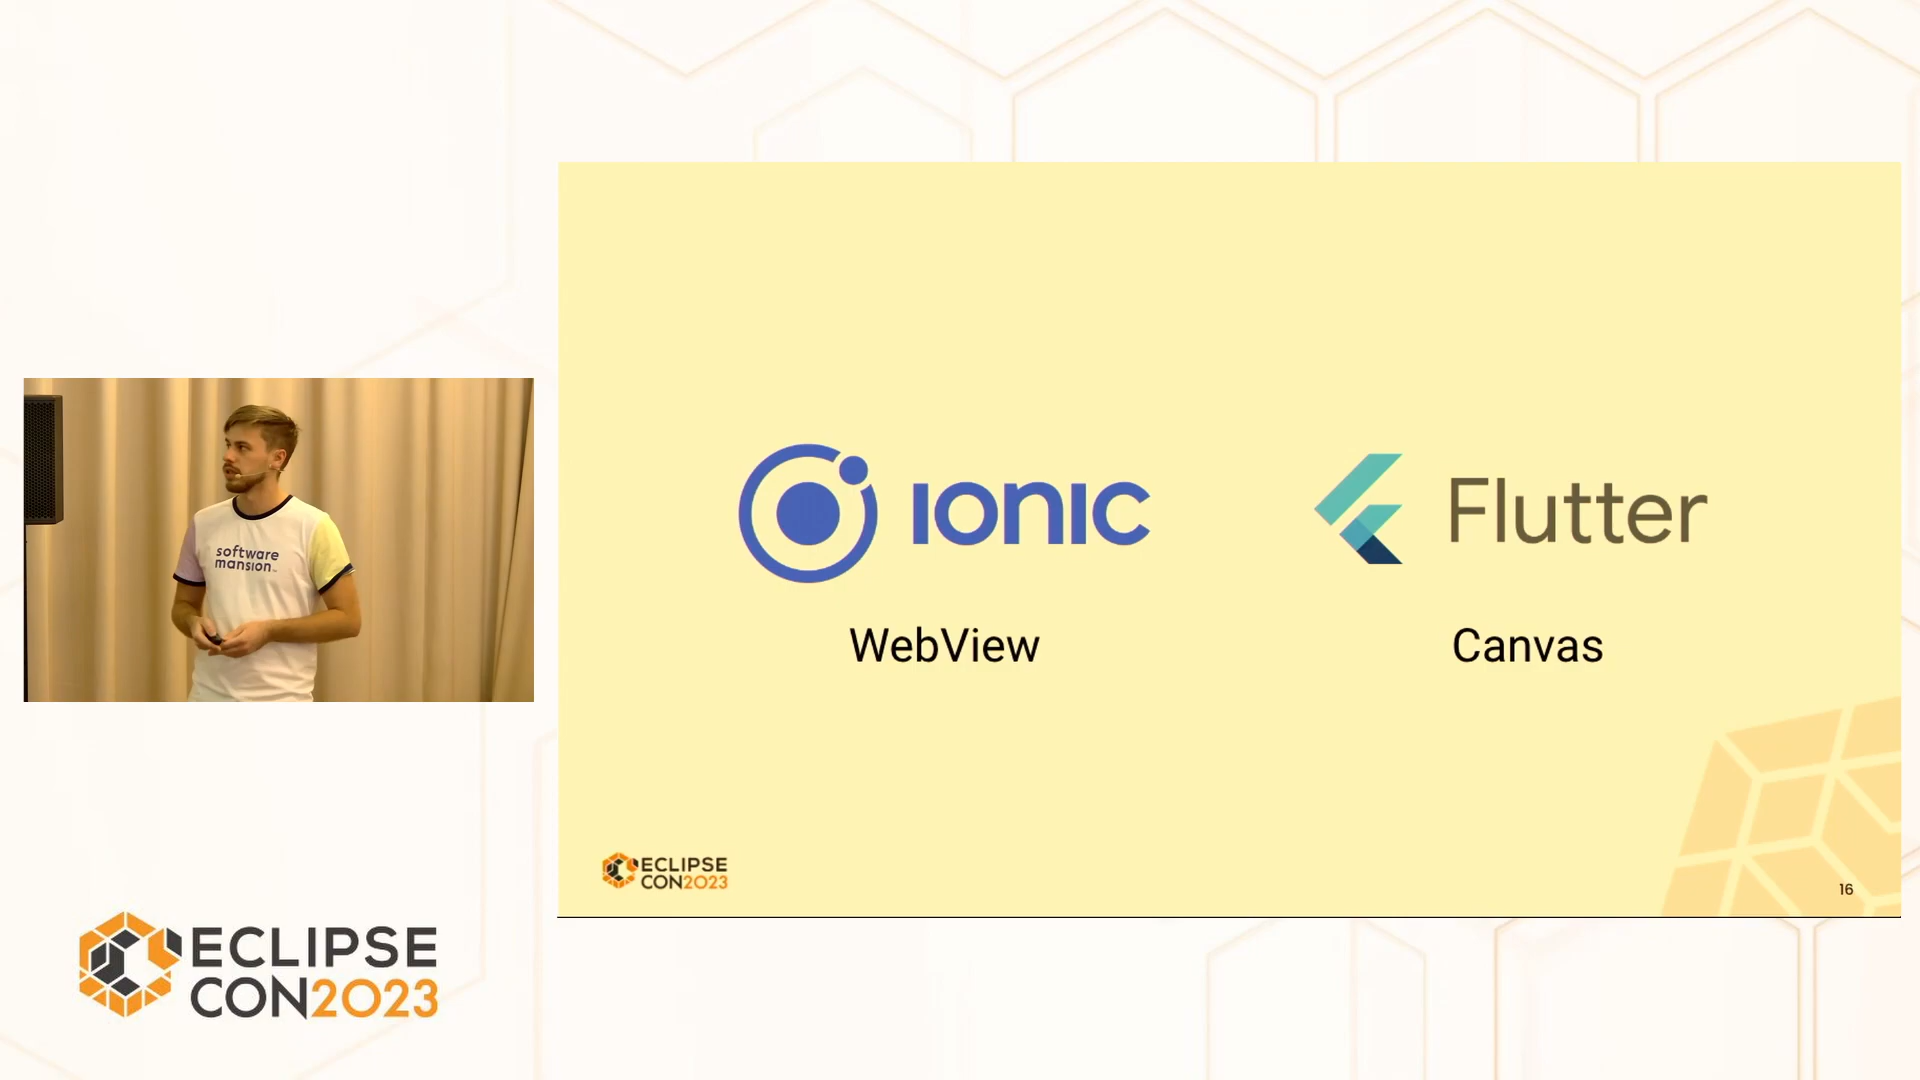 software
mansion
IONIC
Flutter
WebView
Canvas
ECLIPSE
CON2023
16
ECLIPSE
CON2023